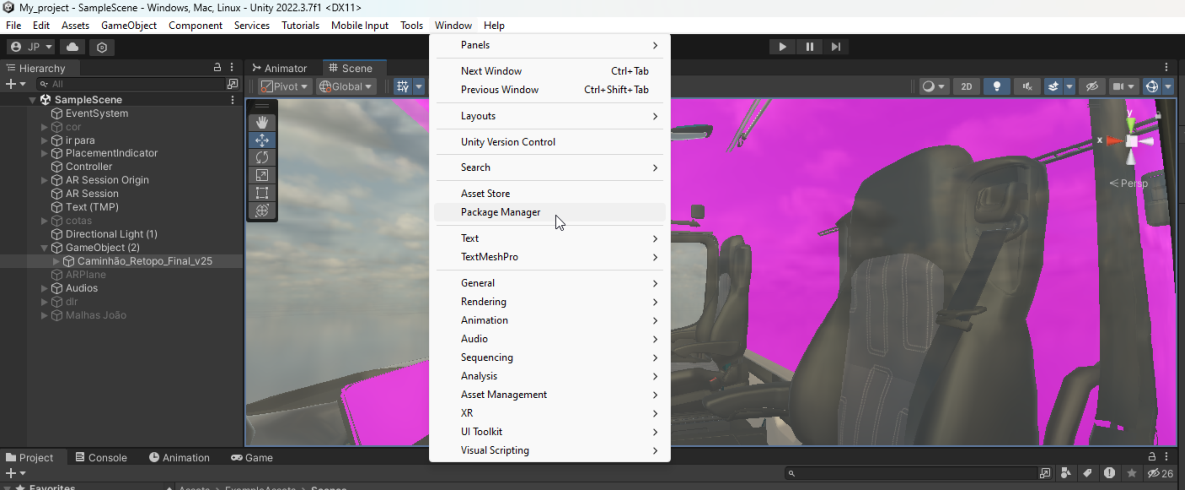 My_project - SampleScene - Windows, Mac, Linux - Unity 2022.3.7f1 <DX11>
File Edit Assets GameObject Component Services Tutorials Mobile Input Tools Window Help
JP
Hierarchy
All
SampleScene
EventSystem
cor
ir para
PlacementIndicator
Controller
AR Session Origin
AR Session
Text (TMP)
cotas
Directional Light (1)
GameObject (2)
Caminhão_Retopo_Final_v25
ARPlane
Audios
dlr
Malhas João
Animator Scene
Pivot Global
Panels
Next Window Ctrl+Tab
Previous Window Ctrl+Shift+Tab
Layouts
Unity Version Control
Search
Asset Store
Package Manager
Text
TextMeshPro
General
Rendering
Animation
Audio
Sequencing
Analysis
Asset Management
XR
UI Toolkit
Visual Scripting
2D
y
x
Persp
Project Console Animation Game
26
Favorites
Assets ExampleAssets Scenes